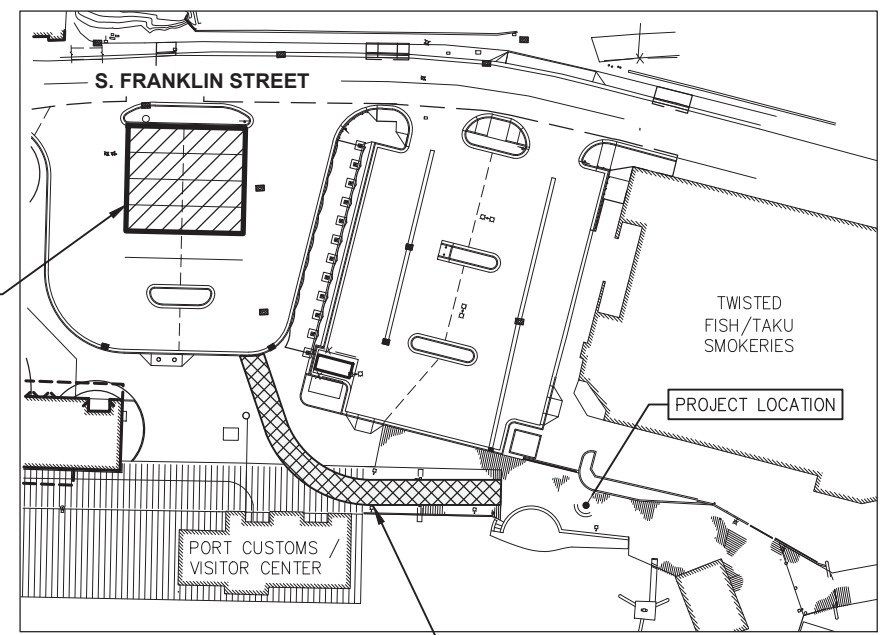 S. FRANKLIN STREET
TWISTED
FISH/TAKU
SMOKERIES
PROJECT LOCATION
PORT CUSTOMS /
VISITOR CENTER